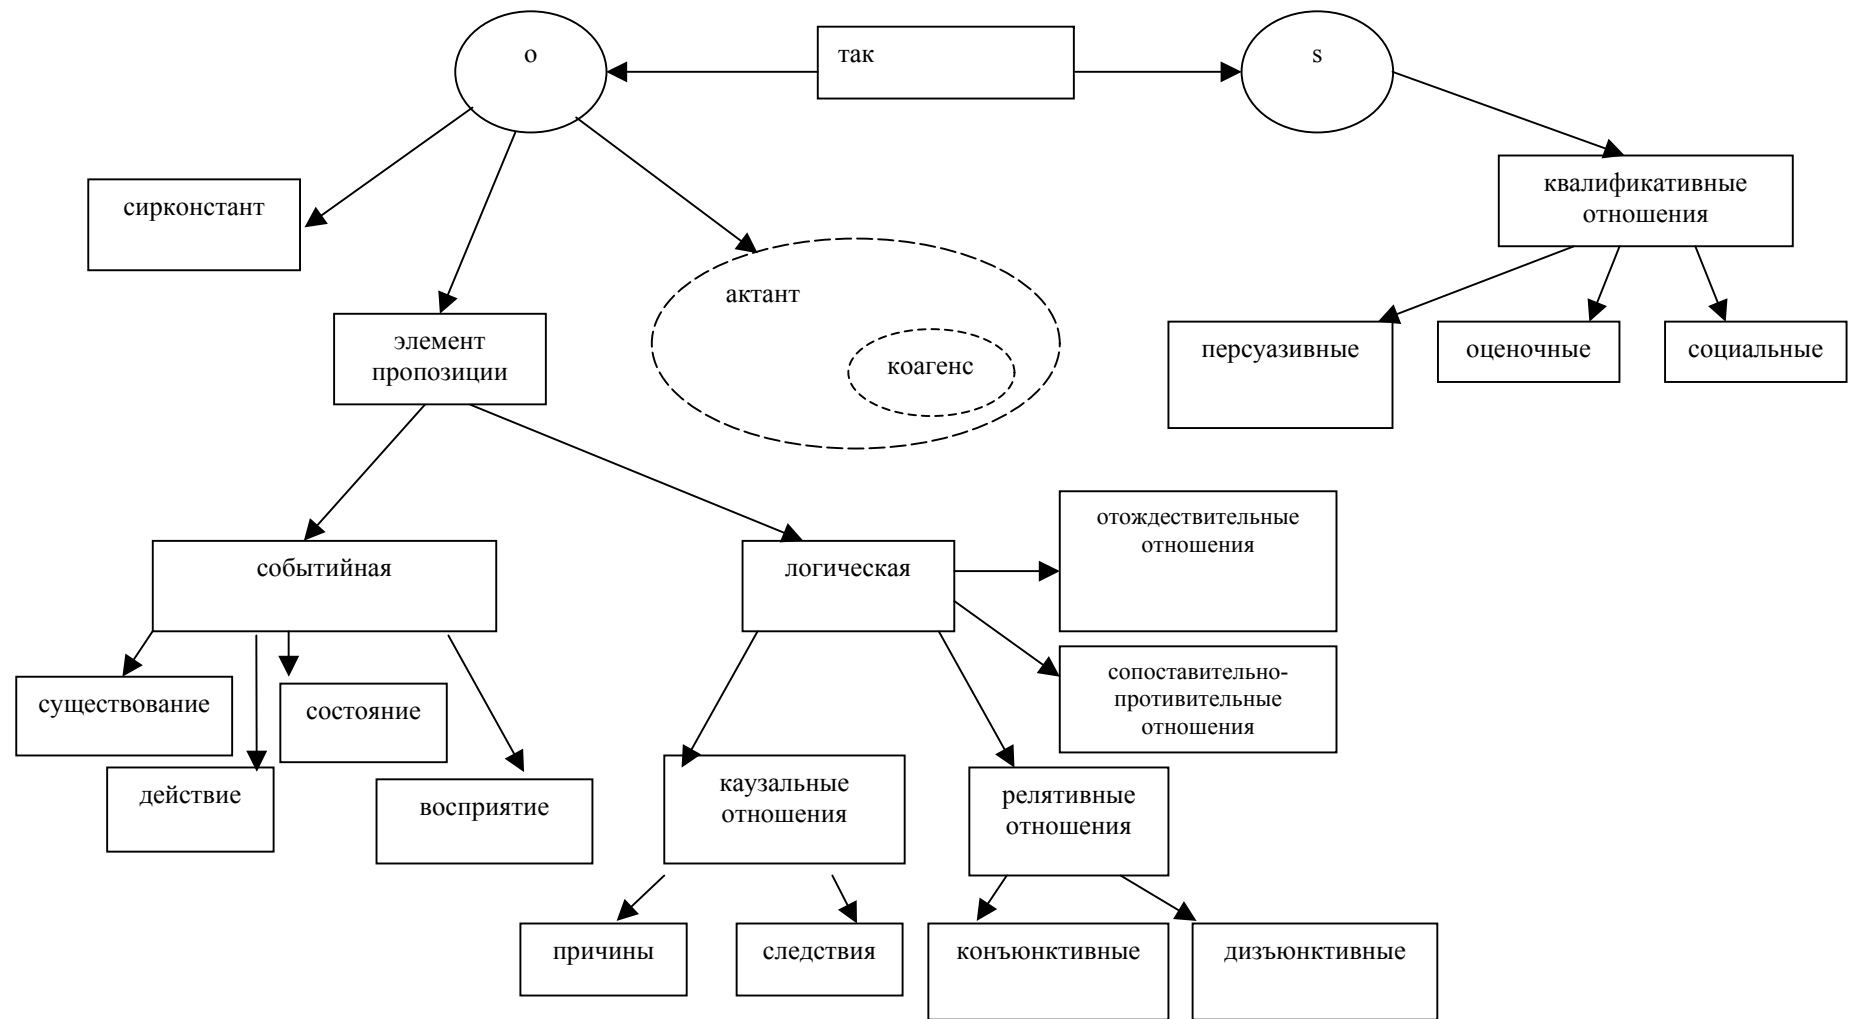 о
так
s
сирконстант
квалификативные
отношения
актант
элемент
пропозиции
коагенс
персуазивные
оценочные
социальные
событийная
логическая
отождествительные
отношения
сопоставительно-
противительные
отношения
существование
состояние
действие
восприятие
каузальные
отношения
релятивные
отношения
причины
следствия
конъюнктивные
дизъюнктивные